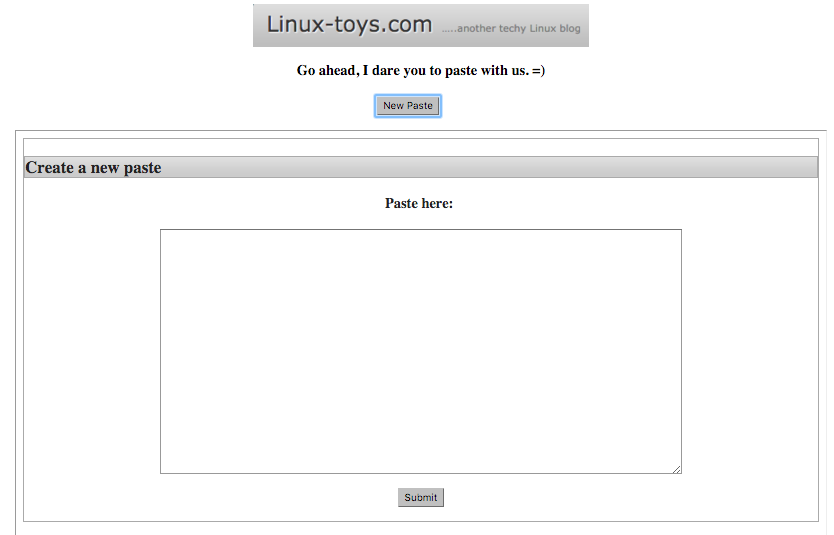 Linux-toys.com .....another techy Linux blog
Go ahead, I dare you to paste with us. =)
New Paste
Create a new paste
Paste here:
Submit